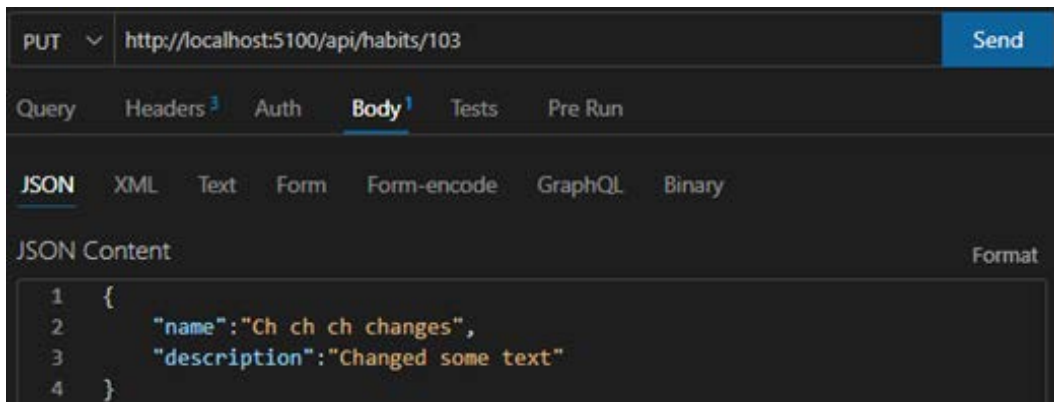 PUT http://localhost:5100/api/habits/103 Send
Query Headers 3 Auth Body 1 Tests Pre Run
JSON XML Text Form Form-encode GraphQL Binary
JSON Content Format
1 {
2 "name":"Ch ch ch changes",
3 "description":"Changed some text"
4 }